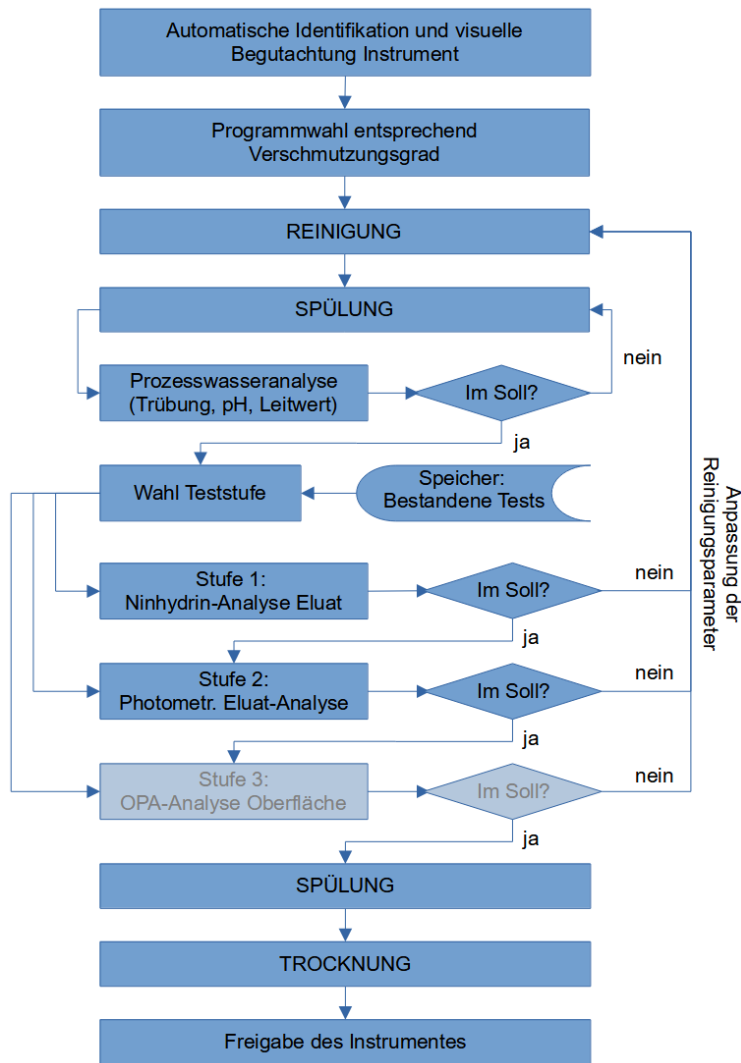 Automatische Identifikation und visuelle
Begutachtung Instrument
Programmwahl entsprechend
Verschmutzungsgrad
REINIGUNG
SPÜLUNG
nein
Prozesswasseranalyse
(Trübung, pH, Leitwert)
Im Soll?
ja
Wahl Teststufe
Speicher:
Bestandene Tests
Anpassung der
Reinigungsparameter
Stufe 1:
Ninhydrin-Analyse Eluat
Im Soll?
nein
ja
Stufe 2:
Photometr. Eluat-Analyse
Im Soll?
nein
ja
Stufe 3:
OPA-Analyse Oberfläche
Im Soll?
nein
ja
SPÜLUNG
TROCKNUNG
Freigabe des Instrumentes